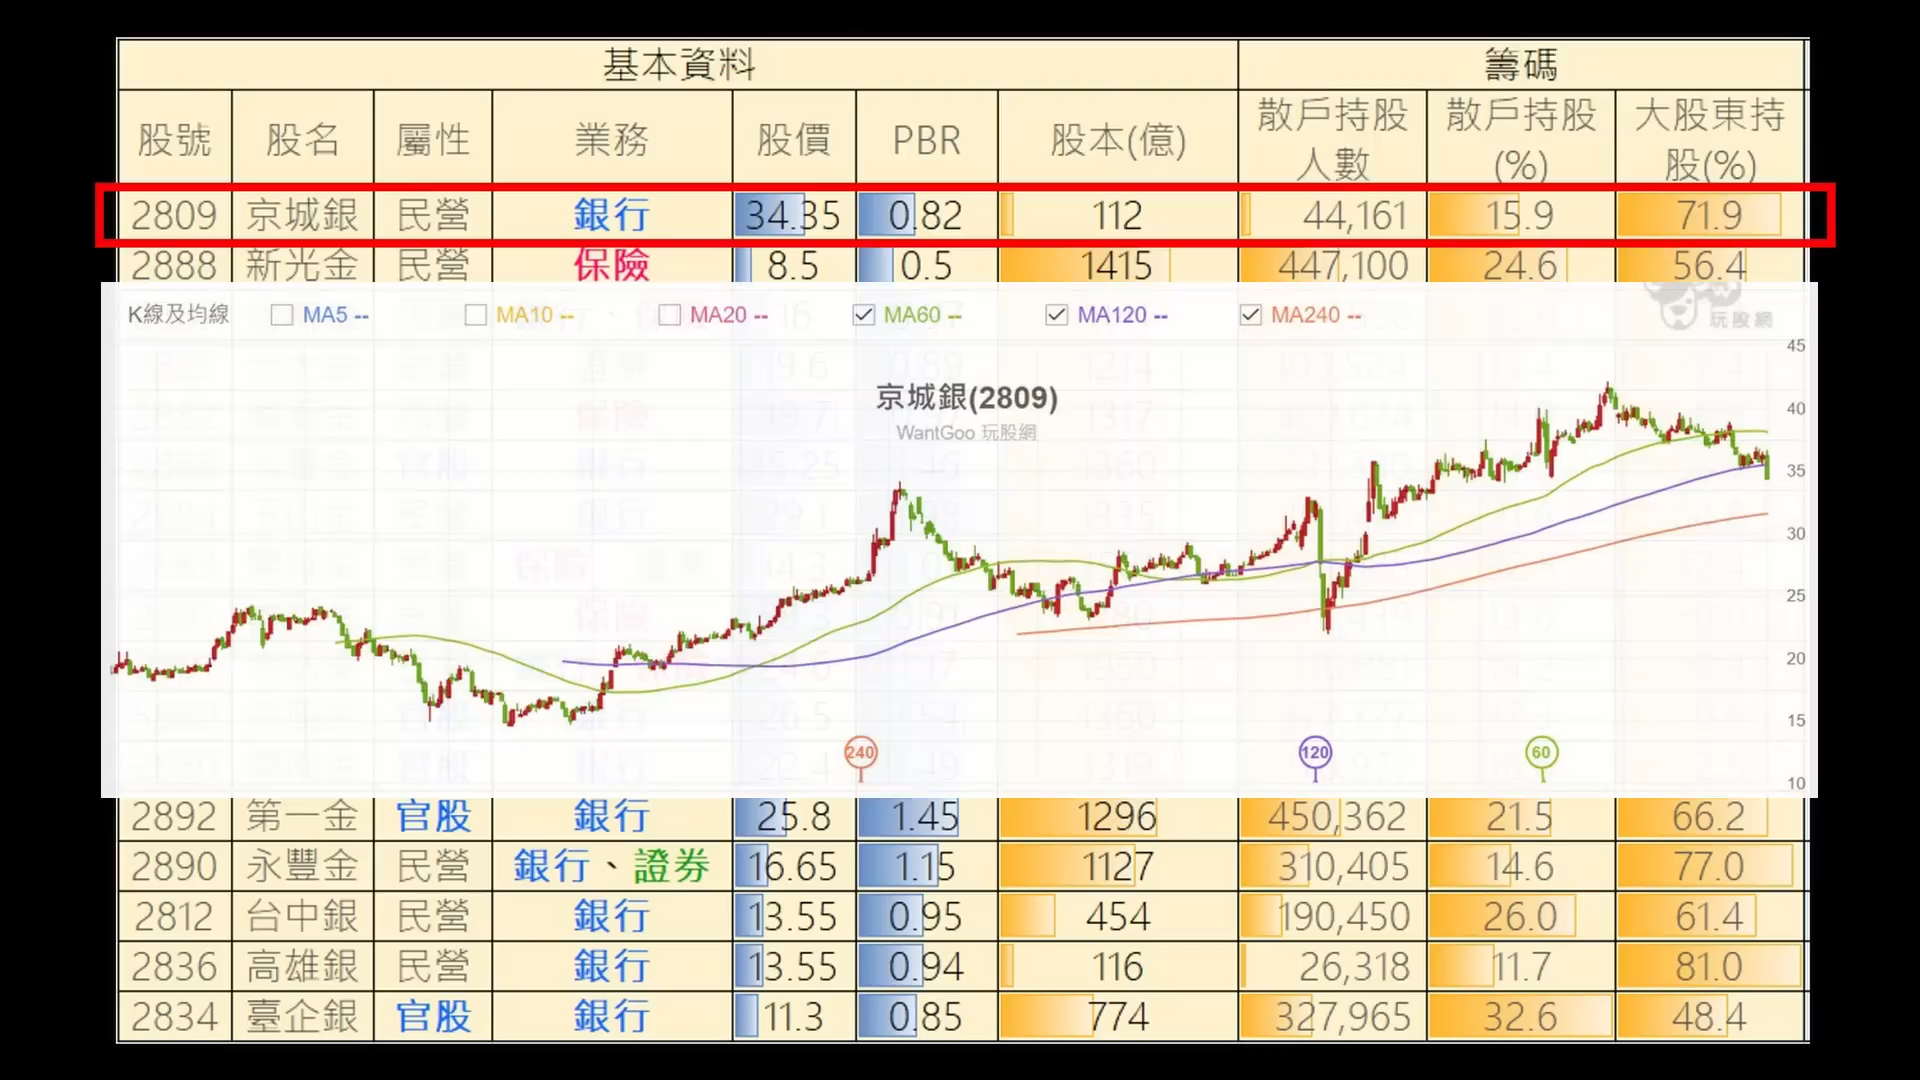 基本資料 籌碼
股號 股名 屬性 業務 股價 PBR 股本(億) 散戶持股人數 散戶持股(%) 大股東持股(%)
2809 京城銀 民營 銀行 34.35 0.82 112 44,161 15.9 71.9
2888 新光金 民營 保險 8.5 0.5 1415 447,100 24.6 56.4
K線及均線 MA5 -- MA10 -- MA20 -- MA60 -- MA120 -- MA240 --
玩股網
京城銀(2809)
WantGoo 玩股網
45
40
35
30
25
20
15
10
240 120 60
2892 第一金 官股 銀行 25.8 1.45 1296 450,362 21.5 66.2
2890 永豐金 民營 銀行、證券 16.65 1.15 1127 310,405 14.6 77.0
2812 台中銀 民營 銀行 13.55 0.95 454 190,450 26.0 61.4
2836 高雄銀 民營 銀行 13.55 0.94 116 26,318 11.7 81.0
2834 臺企銀 官股 銀行 11.3 0.85 774 327,965 32.6 48.4